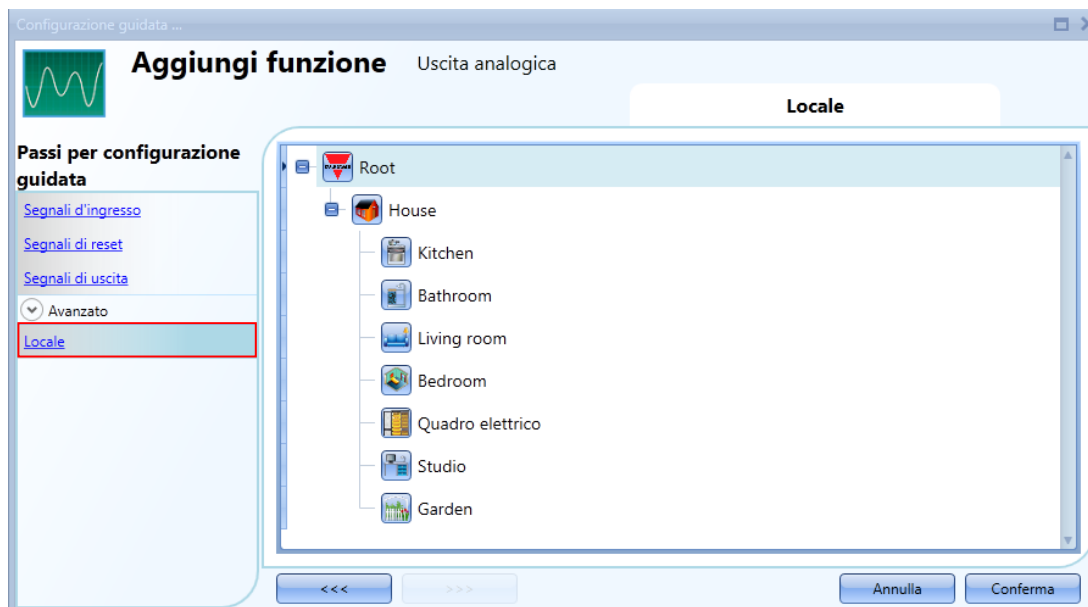 Configurazione guidata ...
Aggiungi funzione
Uscita analogica
Locale
Passi per configurazione
guidata
Segnali d'ingresso
Segnali di reset
Segnali di uscita
Avanzato
Locale
Root
House
Kitchen
Bathroom
Living room
Bedroom
Quadro elettrico
Studio
Garden
<<<
>>>
Annulla
Conferma